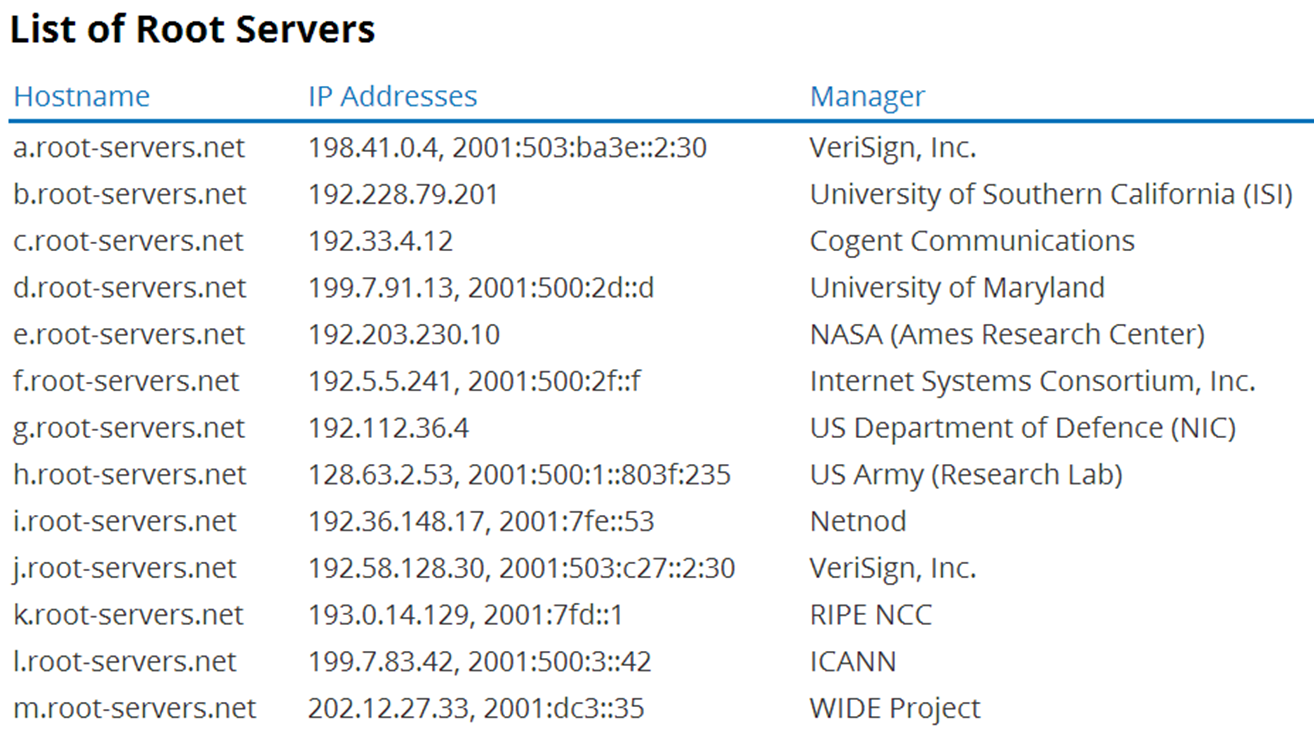 List of Root Servers
Hostname IP Addresses Manager
a.root-servers.net 198.41.0.4, 2001:503:ba3e::2:30 VeriSign, Inc.
b.root-servers.net 192.228.79.201 University of Southern California (ISI)
c.root-servers.net 192.33.4.12 Cogent Communications
d.root-servers.net 199.7.91.13, 2001:500:2d::d University of Maryland
e.root-servers.net 192.203.230.10 NASA (Ames Research Center)
f.root-servers.net 192.5.5.241, 2001:500:2f::f Internet Systems Consortium, Inc.
g.root-servers.net 192.112.36.4 US Department of Defence (NIC)
h.root-servers.net 128.63.2.53, 2001:500:1::803f:235 US Army (Research Lab)
i.root-servers.net 192.36.148.17, 2001:7fe::53 Netnod
j.root-servers.net 192.58.128.30, 2001:503:c27::2:30 VeriSign, Inc.
k.root-servers.net 193.0.14.129, 2001:7fd::1 RIPE NCC
l.root-servers.net 199.7.83.42, 2001:500:3::42 ICANN
m.root-servers.net 202.12.27.33, 2001:dc3::35 WIDE Project